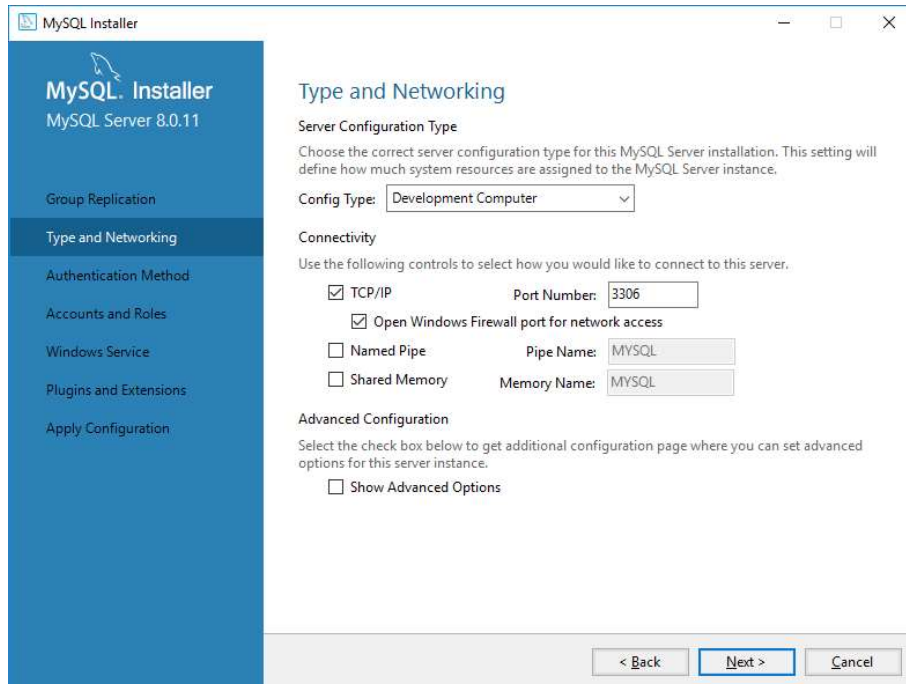 MySQL Installer
MySQL. Installer
MySQL Server 8.0.11
Group Replication
Type and Networking
Authentication Method
Accounts and Roles
Windows Service
Plugins and Extensions
Apply Configuration
Type and Networking
Server Configuration Type
Choose the correct server configuration type for this MySQL Server installation. This setting will
define how much system resources are assigned to the MySQL Server instance.
Config Type: Development Computer
Connectivity
Use the following controls to select how you would like to connect to this server.
TCP/IP Port Number: 3306
Open Windows Firewall port for network access
Named Pipe Pipe Name: MYSQL
Shared Memory Memory Name: MYSQL
Advanced Configuration
Select the check box below to get additional configuration page where you can set advanced
options for this server instance.
Show Advanced Options
< Back Next > Cancel